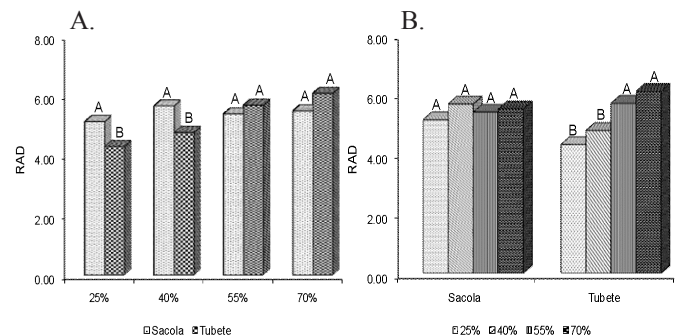 A.
B.
8.00
6.00
4.00
2.00
0.00
RAD
A
B
A
B
A
A
A
A
25%
40%
55%
70%
Sacola Tubete
8.00
6.00
4.00
2.00
0.00
RAD
A
A
A
A
B
B
A
A
Sacola
Tubete
25% 40% 55% 70%